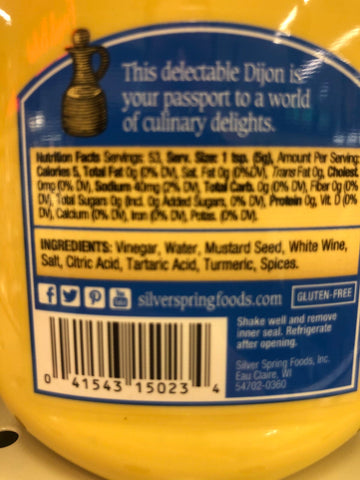 This delectable Dijon is
your passport to a world
of culinary delights.
Nutrition Facts Servings: 53, Serv. Size: 1 tsp. (5g), Amount Per Serving:
Calories 5, Total Fat 0g (0% DV), Sat. Fat 0g (0% DV), Trans Fat 0g, Cholest.
0mg (0% DV), Sodium 40mg (2% DV), Total Carb. 0g (0% DV), Fiber 0g (0%
DV), Total Sugars 0g (Incl. 0g Added Sugars, 0% DV), Protein 0g, Vit. D (0%
DV), Calcium (0% DV), Iron (0% DV), Potas. (0% DV).
INGREDIENTS: Vinegar, Water, Mustard Seed, White Wine,
Salt, Citric Acid, Tartaric Acid, Turmeric, Spices.
silverspringfoods.com GLUTEN-FREE
Shake well and remove
inner seal. Refrigerate
after opening.
Silver Spring Foods, Inc.
Eau Claire, WI
54702-0360
0 41543 15023 4